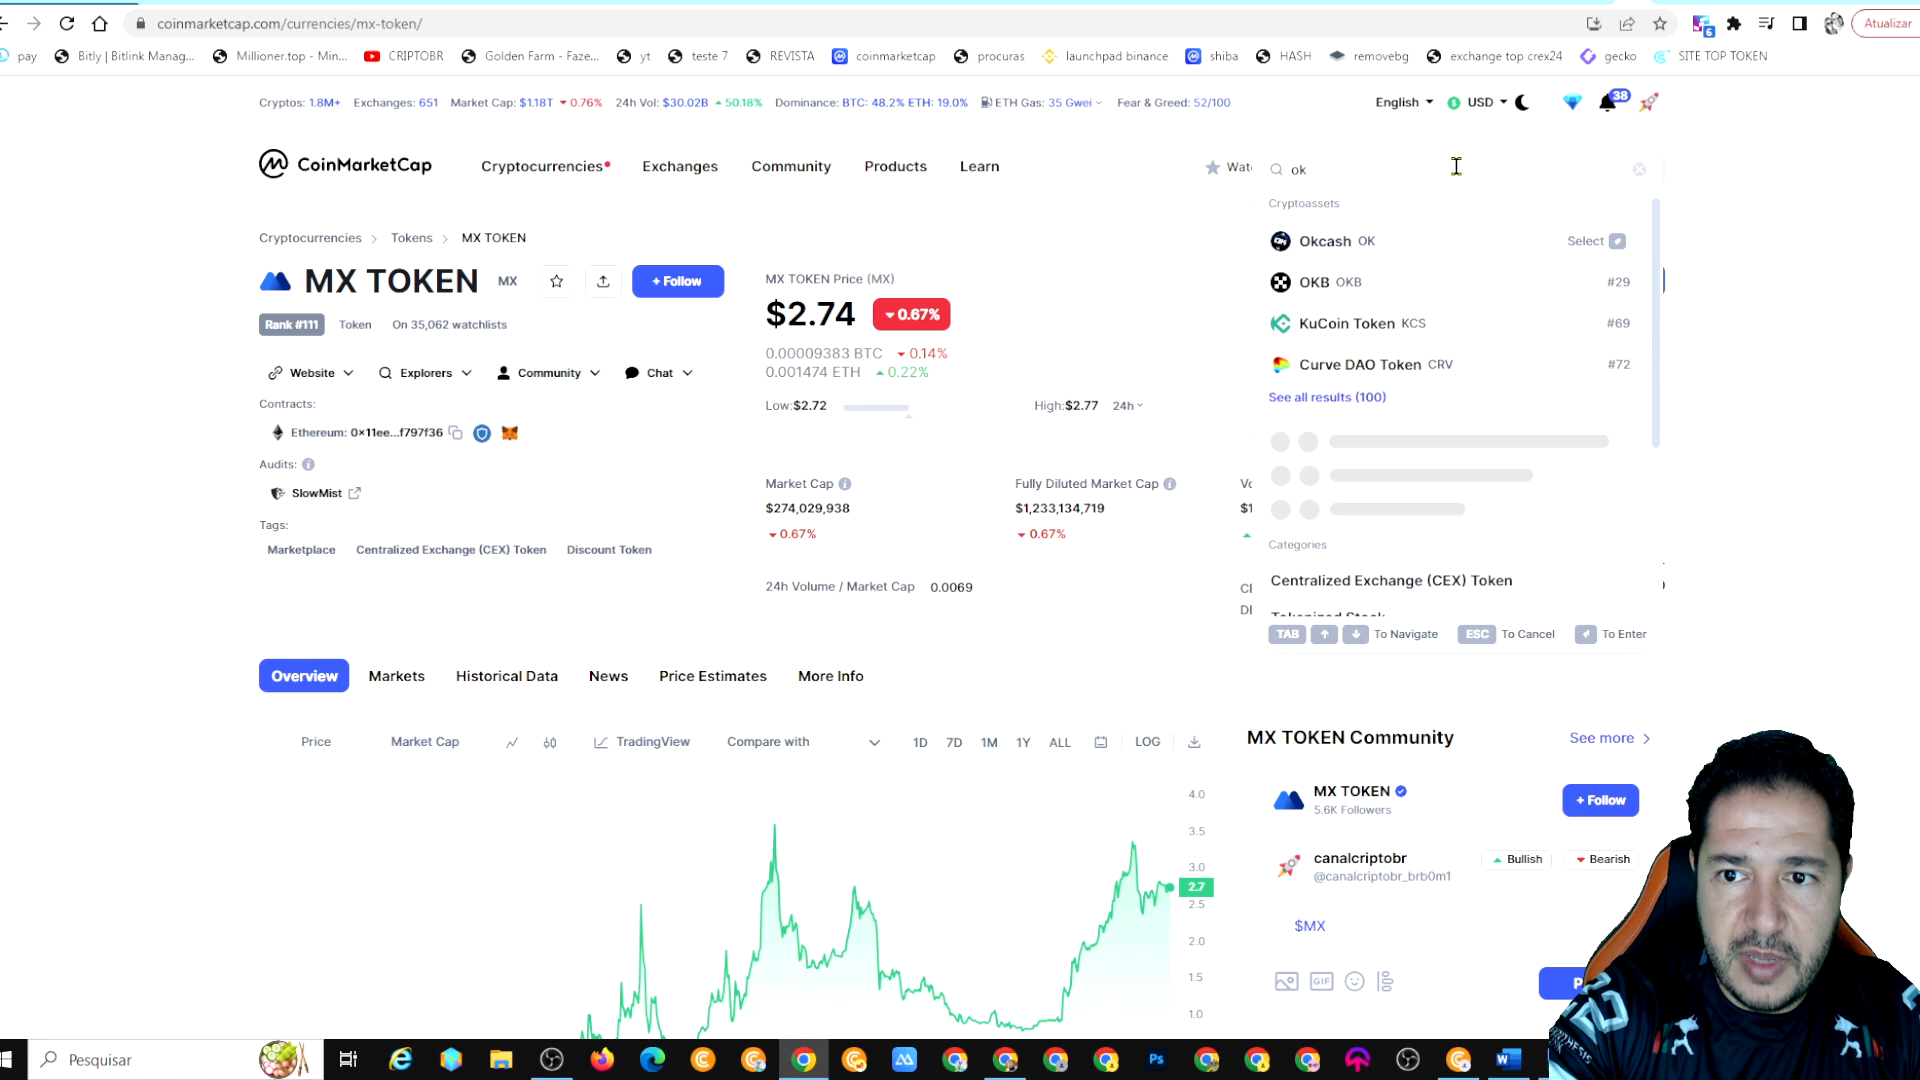 coinmarketcap.com/currencies/mx-token/
Atualizar
pay
Bitly | Bitlink Manag...
Millioner.top - Min...
CRIPTOBR
Golden Farm - Faze...
yt
teste 7
REVISTA
coinmarketcap
procuras
launchpad binance
shiba
HASH
removebg
exchange top crex24
gecko
SITE TOP TOKEN
Cryptos: 1.8M+ Exchanges: 651 Market Cap: $1.18T 0.76% 24h Vol: $30.02B 50.18% Dominance: BTC: 48.2% ETH: 19.0% ETH Gas: 35 Gwei Fear & Greed: 52/100
English USD 38
CoinMarketCap Cryptocurrencies Exchanges Community Products Learn
ok
Cryptoassets
Okcash OK Select
OKB OKB #29
KuCoin Token KCS #69
Curve DAO Token CRV #72
See all results (100)
Categories
Centralized Exchange (CEX) Token
TAB To Navigate ESC To Cancel To Enter
Cryptocurrencies Tokens MX TOKEN
MX TOKEN MX + Follow
Rank #111 Token On 35,062 watchlists
Website Explorers Community Chat
Contracts:
Ethereum: 0x11ee...f797f36
Audits:
SlowMist
Tags:
Marketplace Centralized Exchange (CEX) Token Discount Token
MX TOKEN Price (MX)
$2.74 0.67%
0.00009383 BTC 0.14%
0.001474 ETH 0.22%
Low:$2.72 High:$2.77 24h
Market Cap Fully Diluted Market Cap
$274,029,938 $1,233,134,719
0.67% 0.67%
24h Volume / Market Cap 0.0069
Overview Markets Historical Data News Price Estimates More Info
Price Market Cap TradingView Compare with 1D 7D 1M 1Y ALL LOG
4.0
3.5
3.0
2.7
2.5
2.0
1.5
1.0
MX TOKEN Community See more
MX TOKEN
5.6K Followers
+ Follow
canalcriptobr
@canalcriptobr_brb0m1
Bullish Bearish
$MX
GIF
Pesquisar
Ps